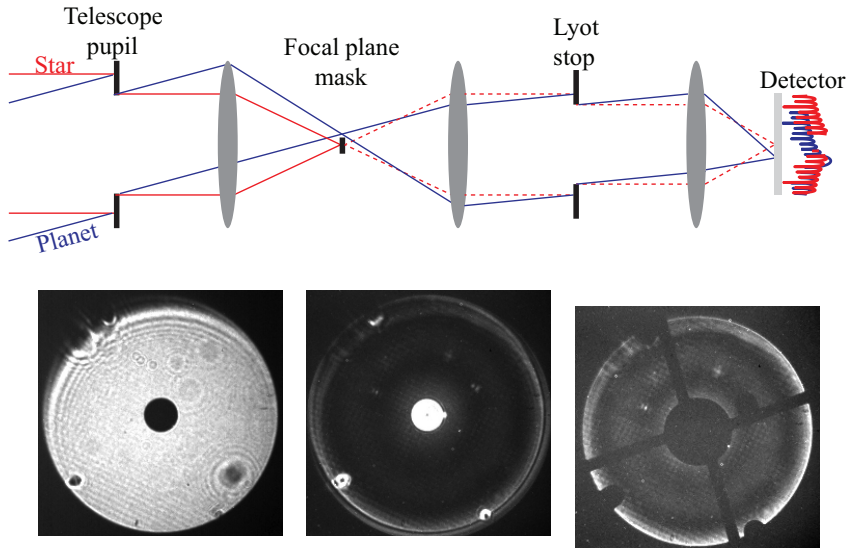 Telescope
pupil
Star
Focal plane
mask
Lyot
stop
Detector
Planet